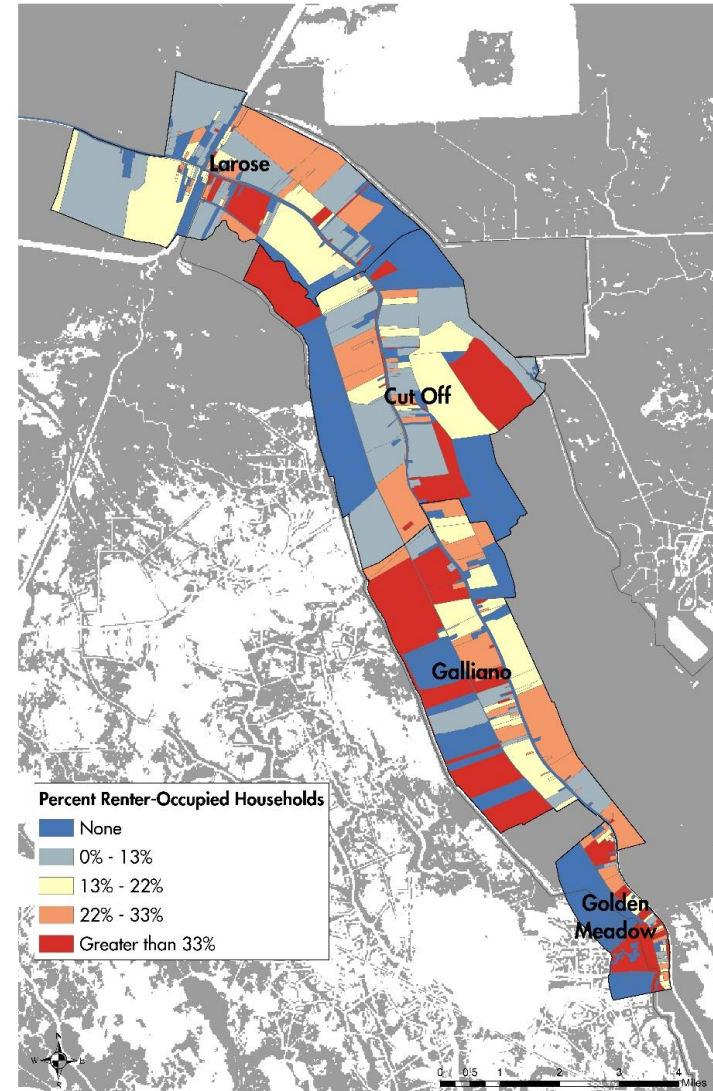 Larose
Cut Off
Galliano
Golden
Meadow
Percent Renter-Occupied Households
None
0% - 13%
13% - 22%
22% - 33%
Greater than 33%
N
W E
S
0 0.5 1 2 3 4
Miles